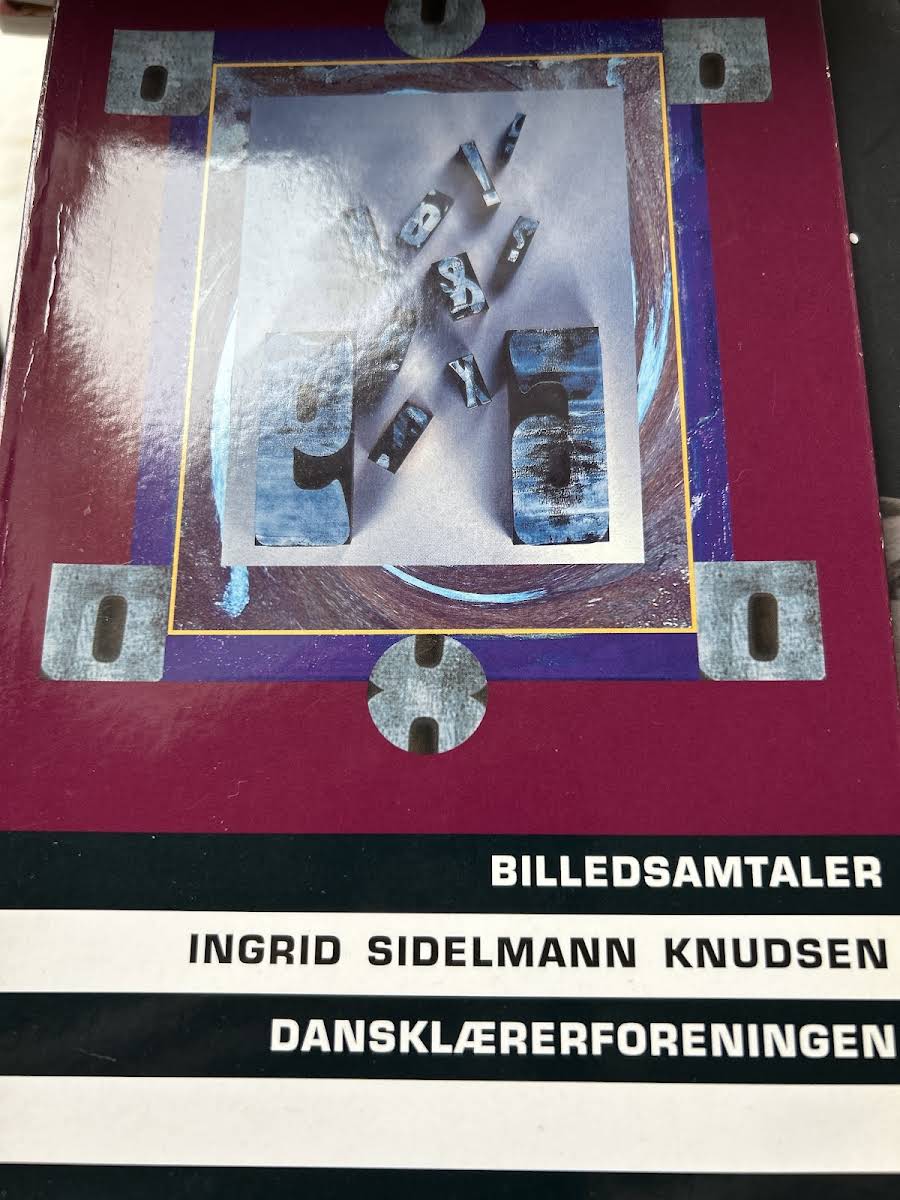 BILLEDSAMTALER
INGRID SIDELMANN KNUDSEN
DANSKLÆRERFORENINGEN